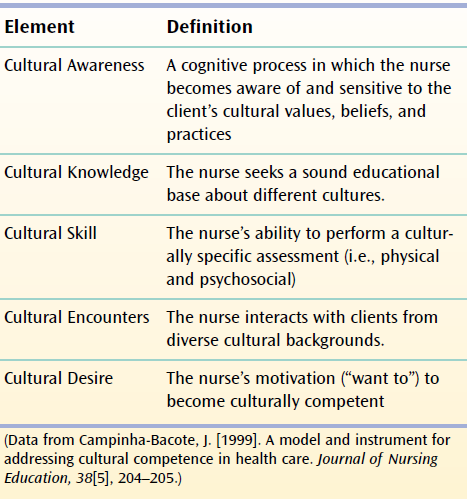 Element Definition
Cultural Awareness A cognitive process in which the nurse
becomes aware of and sensitive to the
client's cultural values, beliefs, and
practices
Cultural Knowledge The nurse seeks a sound educational
base about different cultures.
Cultural Skill The nurse's ability to perform a cultur-
ally specific assessment (i.e., physical
and psychosocial)
Cultural Encounters The nurse interacts with clients from
diverse cultural backgrounds.
Cultural Desire The nurse's motivation (“want to”) to
become culturally competent
(Data from Campinha-Bacote, J. [1999]. A model and instrument for
addressing cultural competence in health care. Journal of Nursing
Education, 38[5], 204–205.)